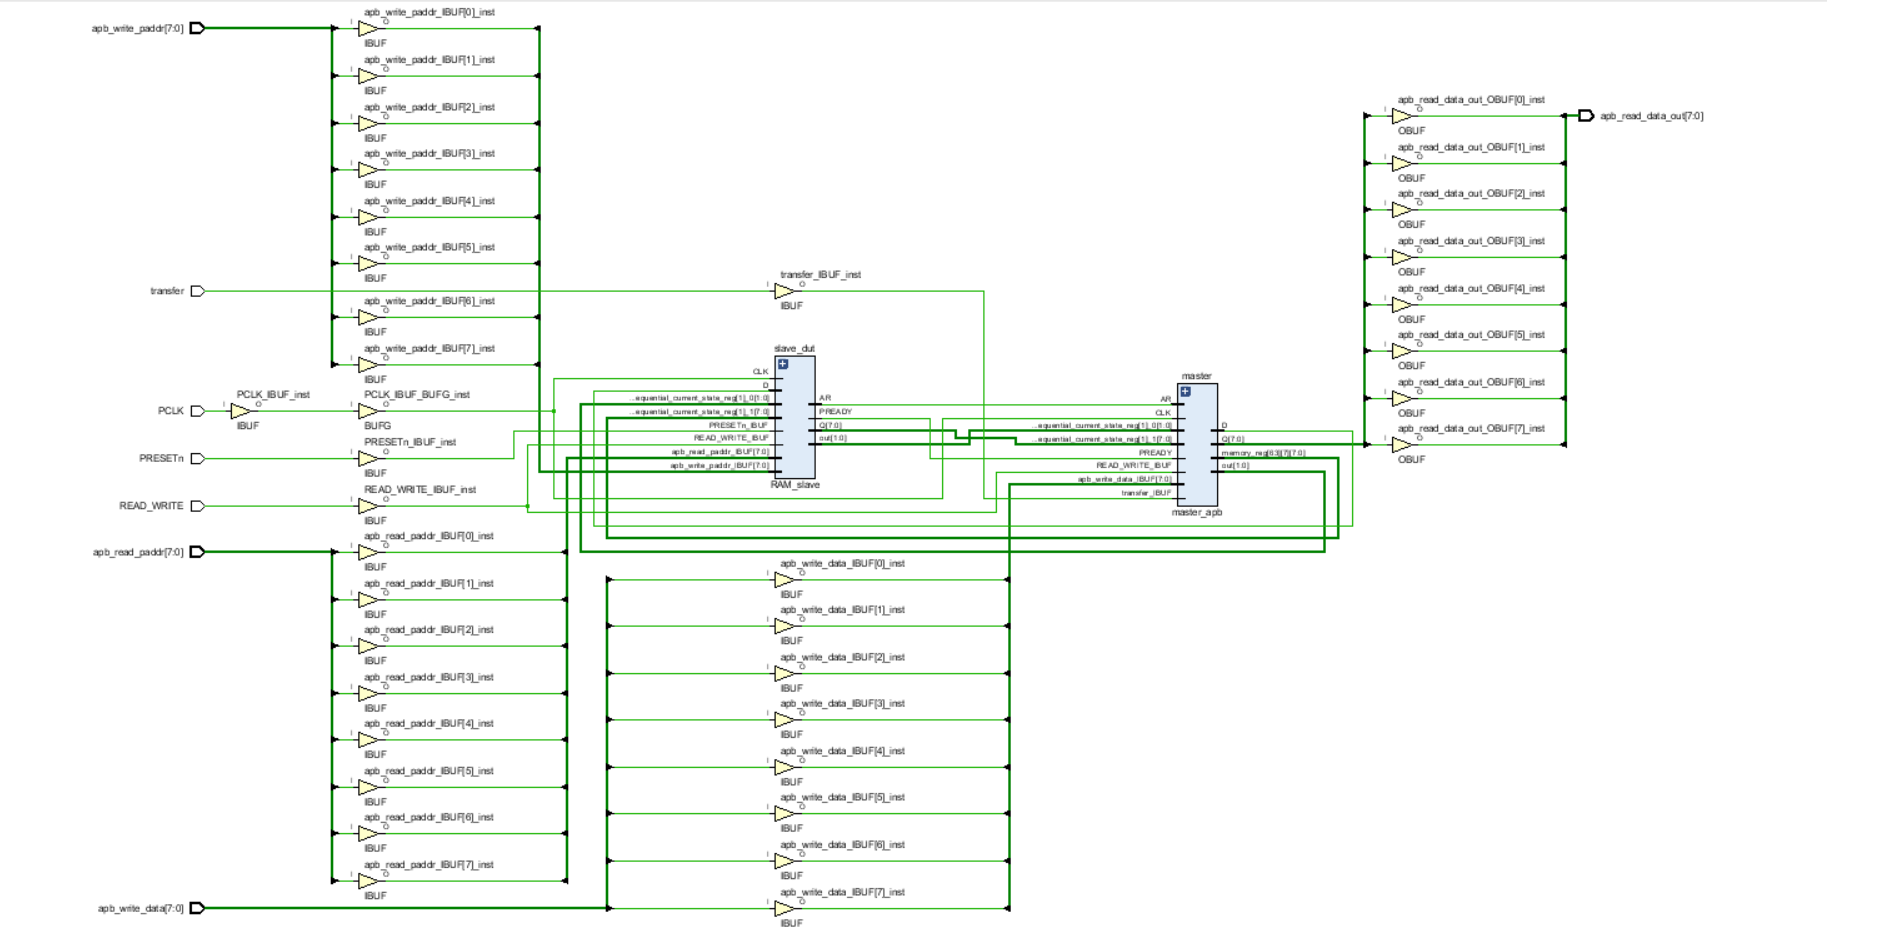 apb_write_paddr[7:0]
apb_write_paddr_IBUF[0]_inst
I
O
IBUF
apb_write_paddr_IBUF[1]_inst
I
O
IBUF
apb_write_paddr_IBUF[2]_inst
I
O
IBUF
apb_write_paddr_IBUF[3]_inst
I
O
IBUF
apb_write_paddr_IBUF[4]_inst
I
O
IBUF
apb_write_paddr_IBUF[5]_inst
I
O
IBUF
transfer
transfer_IBUF_inst
I
O
IBUF
apb_write_paddr_IBUF[6]_inst
I
O
IBUF
apb_write_paddr_IBUF[7]_inst
I
O
IBUF
PCLK
PCLK_IBUF_inst
I
O
IBUF
PCLK_IBUF_BUFG_inst
I
O
BUFG
PRESETn
PRESETn_IBUF_inst
I
O
IBUF
READ_WRITE
READ_WRITE_IBUF_inst
I
O
IBUF
apb_read_paddr[7:0]
apb_read_paddr_IBUF[0]_inst
I
O
IBUF
apb_read_paddr_IBUF[1]_inst
I
O
IBUF
apb_read_paddr_IBUF[2]_inst
I
O
IBUF
apb_read_paddr_IBUF[3]_inst
I
O
IBUF
apb_read_paddr_IBUF[4]_inst
I
O
IBUF
apb_read_paddr_IBUF[5]_inst
I
O
IBUF
apb_read_paddr_IBUF[6]_inst
I
O
IBUF
apb_read_paddr_IBUF[7]_inst
I
O
IBUF
apb_write_data[7:0]
slave_dut
CLK
D
...equential_current_state_reg[1]_0[1:0]
...equential_current_state_reg[1]_1[7:0]
PRESETn_IBUF
READ_WRITE_IBUF
apb_read_paddr_IBUF[7:0]
apb_write_paddr_IBUF[7:0]
AR
PREADY
Q[7:0]
out[1:0]
RAM_slave
master
AR
CLK
...equential_current_state_reg[1]_0[1:0]
...equential_current_state_reg[1]_1[7:0]
PREADY
READ_WRITE_IBUF
apb_write_data_IBUF[7:0]
transfer_IBUF
D
Q[7:0]
memory_reg[63][7][7:0]
out[1:0]
master_apb
apb_write_data_IBUF[0]_inst
I
O
IBUF
apb_write_data_IBUF[1]_inst
I
O
IBUF
apb_write_data_IBUF[2]_inst
I
O
IBUF
apb_write_data_IBUF[3]_inst
I
O
IBUF
apb_write_data_IBUF[4]_inst
I
O
IBUF
apb_write_data_IBUF[5]_inst
I
O
IBUF
apb_write_data_IBUF[6]_inst
I
O
IBUF
apb_write_data_IBUF[7]_inst
I
O
IBUF
apb_read_data_out_OBUF[0]_inst
I
O
OBUF
apb_read_data_out[7:0]
apb_read_data_out_OBUF[1]_inst
I
O
OBUF
apb_read_data_out_OBUF[2]_inst
I
O
OBUF
apb_read_data_out_OBUF[3]_inst
I
O
OBUF
apb_read_data_out_OBUF[4]_inst
I
O
OBUF
apb_read_data_out_OBUF[5]_inst
I
O
OBUF
apb_read_data_out_OBUF[6]_inst
I
O
OBUF
apb_read_data_out_OBUF[7]_inst
I
O
OBUF